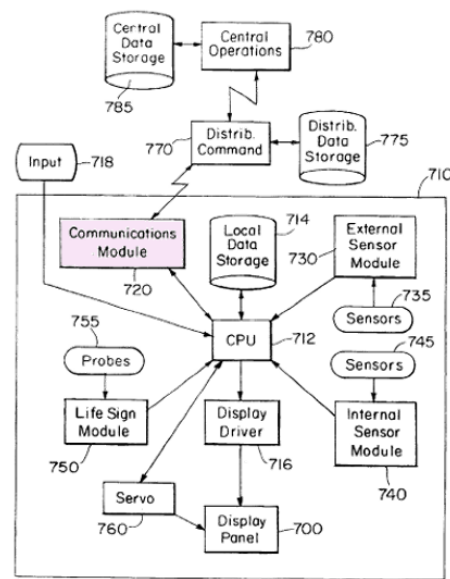 Central
Data
Storage
785
Central
Operations
780
770
Distrib.
Command
Distrib.
Data
Storage
775
Input
718
710
Communications
Module
720
Local
Data
Storage
714
External
Sensor
Module
730
735
Sensors
CPU
712
745
Sensors
755
Probes
Life Sign
Module
750
Display
Driver
716
Internal
Sensor
Module
740
Servo
760
Display
Panel
700